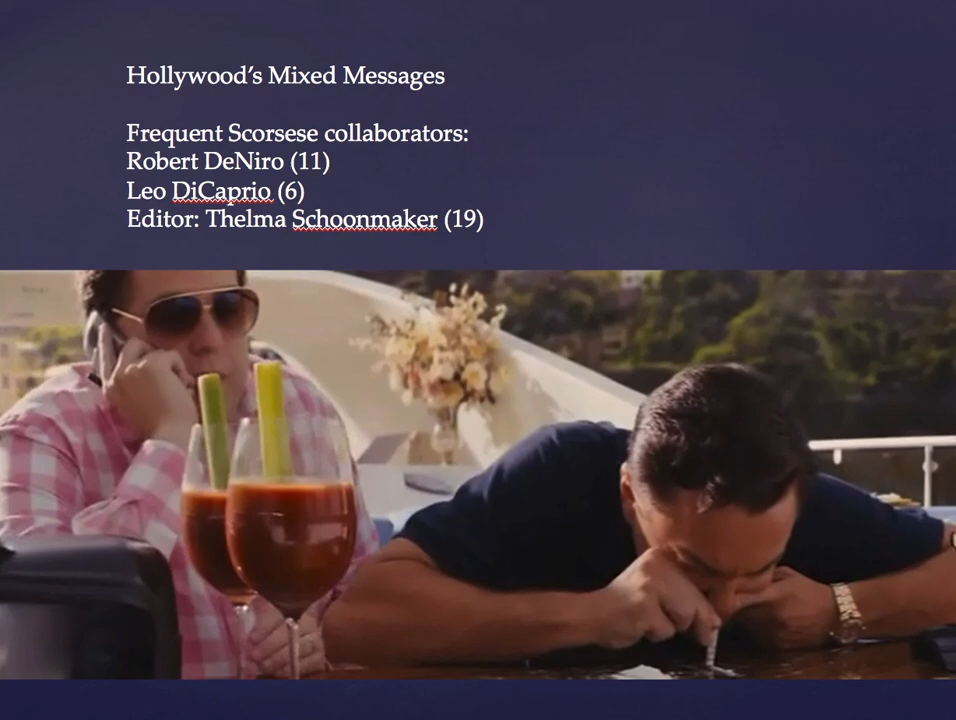 Hollywood’s Mixed Messages
Frequent Scorsese collaborators:
Robert DeNiro (11)
Leo DiCaprio (6)
Editor: Thelma Schoonmaker (19)